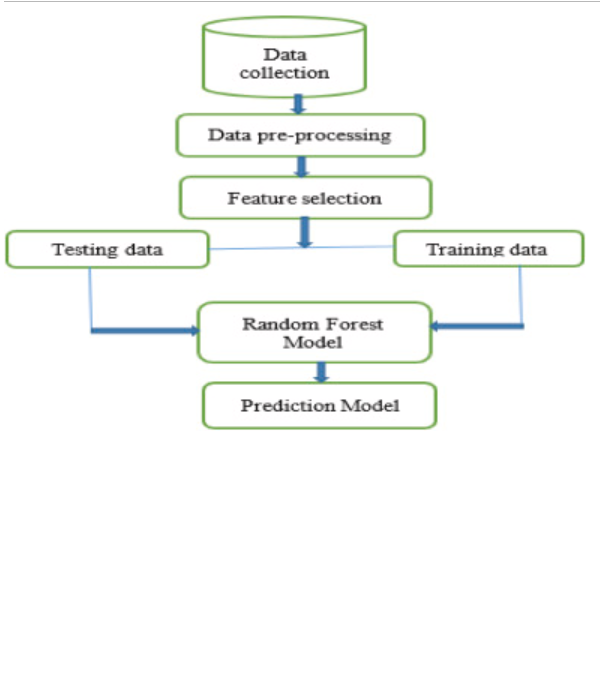 Data
collection
Data pre-processing
Feature selection
Testing data
Training data
Random Forest
Model
Prediction Model